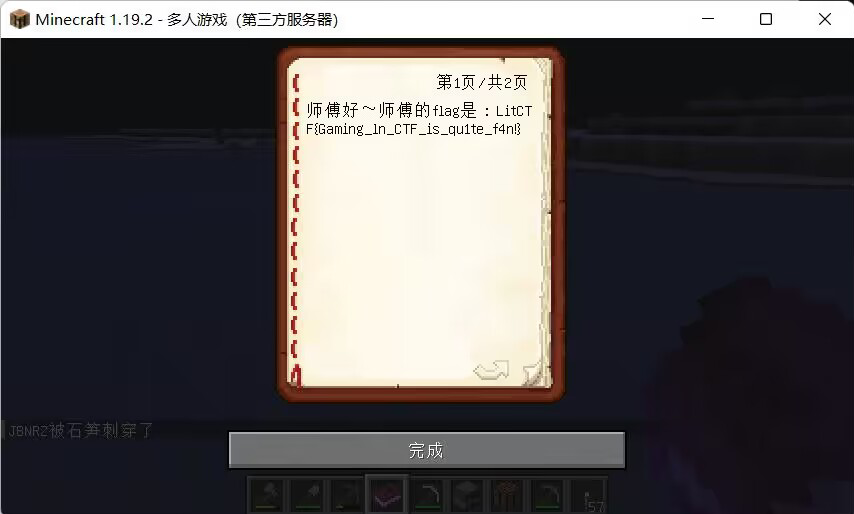 Minecraft 1.19.2 - 多人游戏（第三方服务器）
第1页/共2页
师傅好～师傅的flag是：LitCT
F{Gaming_1n_CTF_is_qu1te_f4n!}
JBNRZ被石笋刺穿了
完成
57